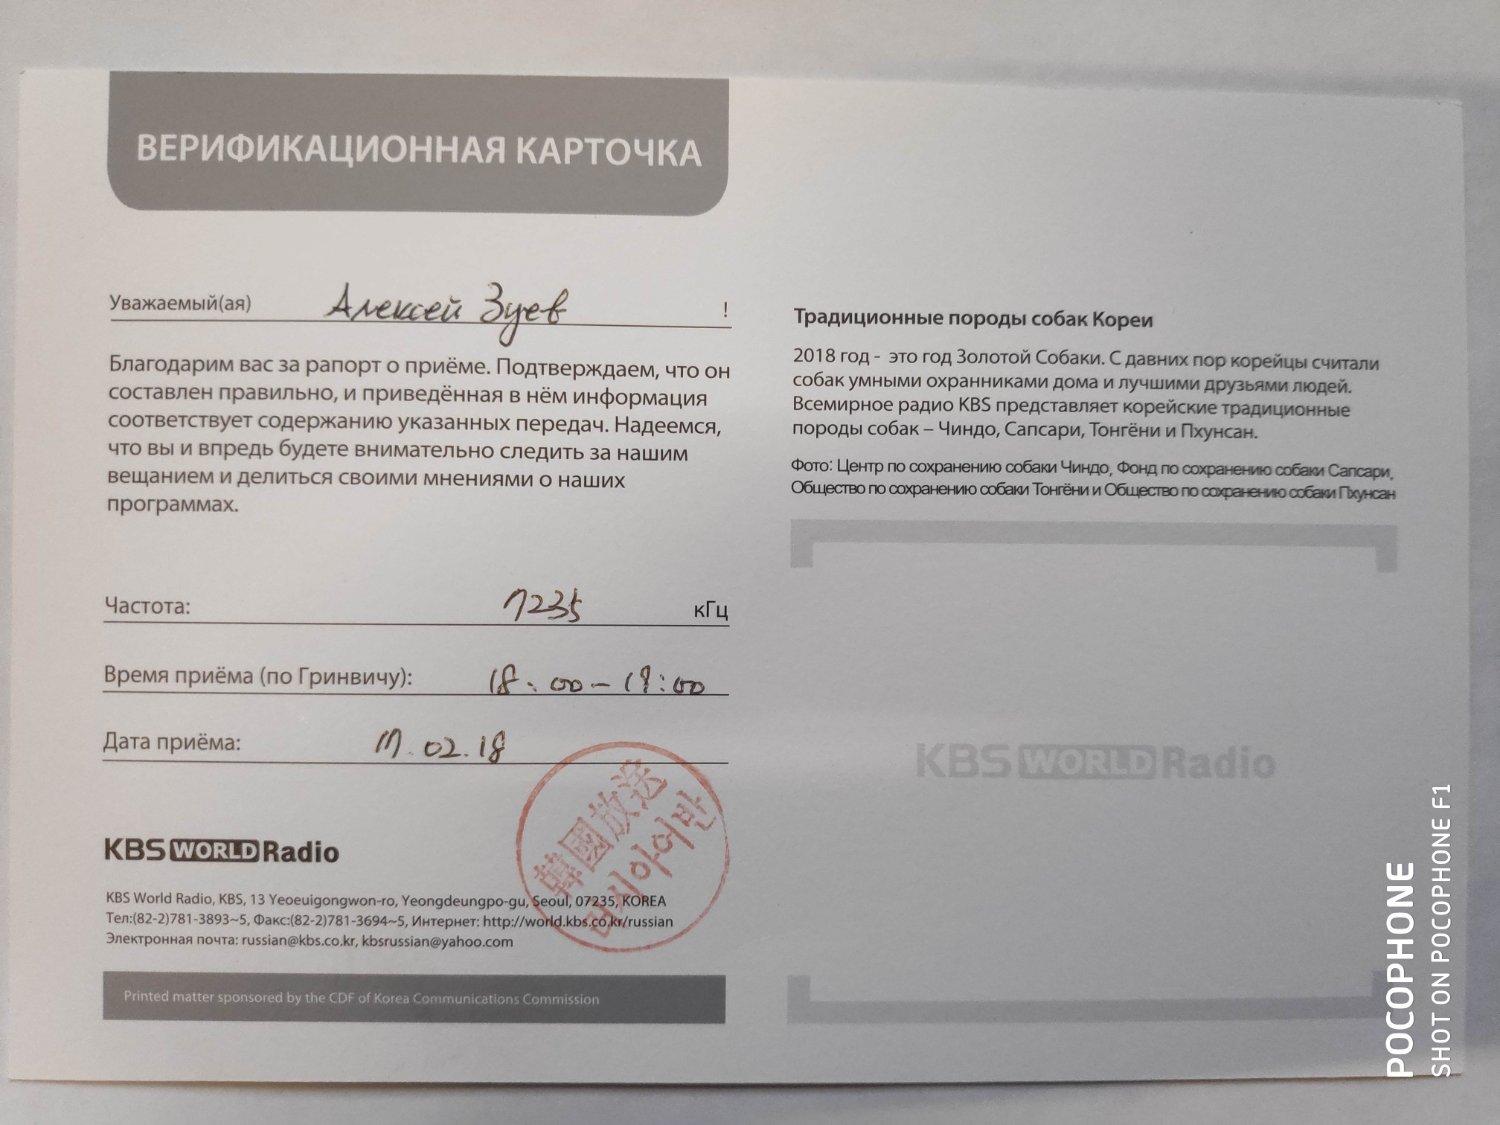 ВЕРИФИКАЦИОННАЯ КАРТОЧКА
Уважаемый(ая) Алексей Зуев !
Благодарим вас за рапорт о приёме. Подтверждаем, что он
составлен правильно, и приведённая в нём информация
соответствует содержанию указанных передач. Надеемся,
что вы и впредь будете внимательно следить за нашим
вещанием и делиться своими мнениями о наших
программах.
Частота: 7235 кГц
Время приёма (по Гринвичу): 18:00-19:00
Дата приёма: 17.02.18
韓國放送
러시아어반
KBS WORLD Radio
KBS World Radio, KBS, 13 Yeoeuigongwon-ro, Yeongdeungpo-gu, Seoul, 07235, KOREA
Тел:(82-2)781-3893~5, Факс:(82-2)781-3694~5, Интернет: http://world.kbs.co.kr/russian
Электронная почта: russian@kbs.co.kr, kbsrussian@yahoo.com
Printed matter sponsored by the CDF of Korea Communications Commission
Традиционные породы собак Кореи
2018 год - это год Золотой Собаки. С давних пор корейцы считали
собак умными охранниками дома и лучшими друзьями людей.
Всемирное радио KBS представляет корейские традиционные
породы собак – Чиндо, Сапсари, Тонгёни и Пхунсан.
Фото: Центр по сохранению собаки Чиндо, Фонд по сохранению собаки Сапсари,
Общество по сохранению собаки Тонгёни и Общество по сохранению собаки Пхунсан
KBS WORLD Radio
POCOPHONE
SHOT ON POCOPHONE F1